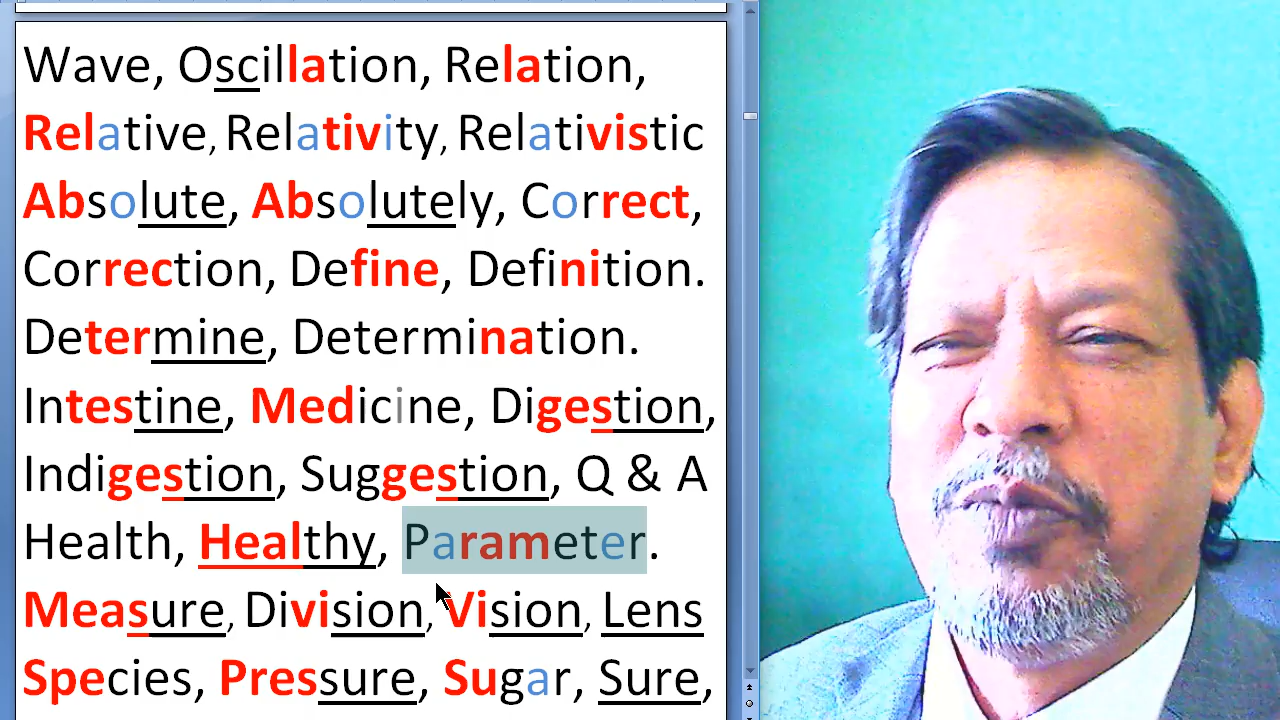 Wave, Oscillation, Relation,
Relative, Relativity, Relativistic
Absolute, Absolutely, Correct,
Correction, Define, Definition.
Determine, Determination.
Intestine, Medicine, Digestion,
Indigestion, Suggestion, Q & A
Health, Healthy, Parameter.
Measure, Division, Vision, Lens
Species, Pressure, Sugar, Sure,